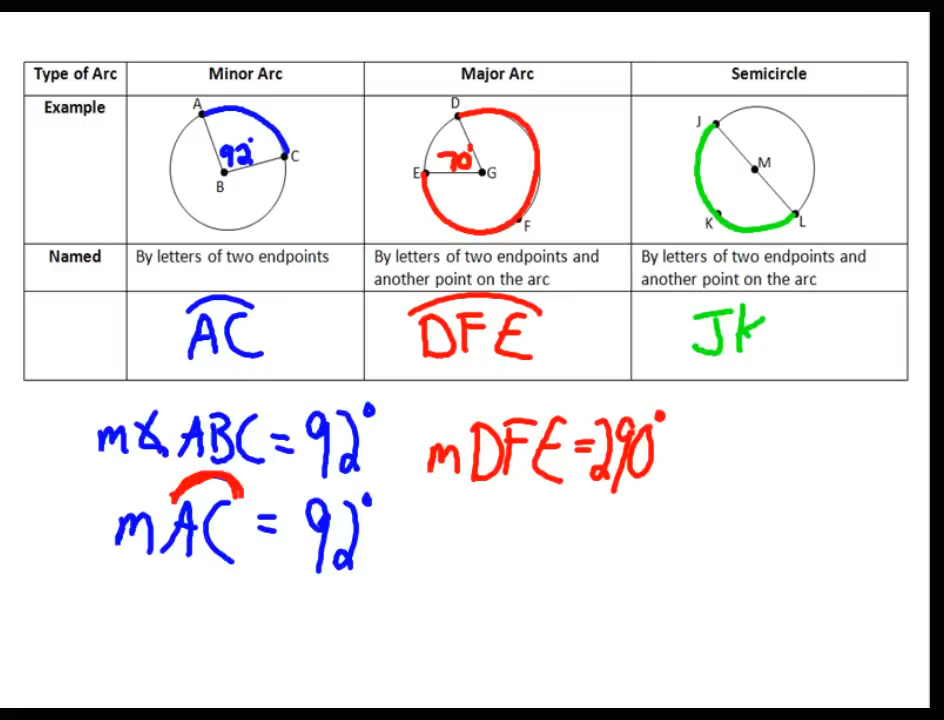 Type of Arc Minor Arc Major Arc Semicircle
Example
A
92°
C
B
D
70°
E
G
F
J
M
K
L
Named By letters of two endpoints By letters of two endpoints and another point on the arc By letters of two endpoints and another point on the arc
AC DFE JK
m∡ABC = 92° mDFE = 290°
mAC = 92°